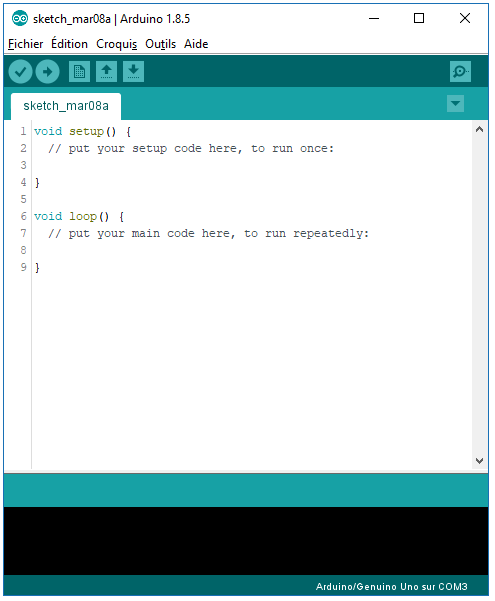 sketch_mar08a | Arduino 1.8.5
Fichier Édition Croquis Outils Aide
sketch_mar08a
1 void setup() {
2 // put your setup code here, to run once:
3
4 }
5
6 void loop() {
7 // put your main code here, to run repeatedly:
8
9 }
Arduino/Genuino Uno sur COM3